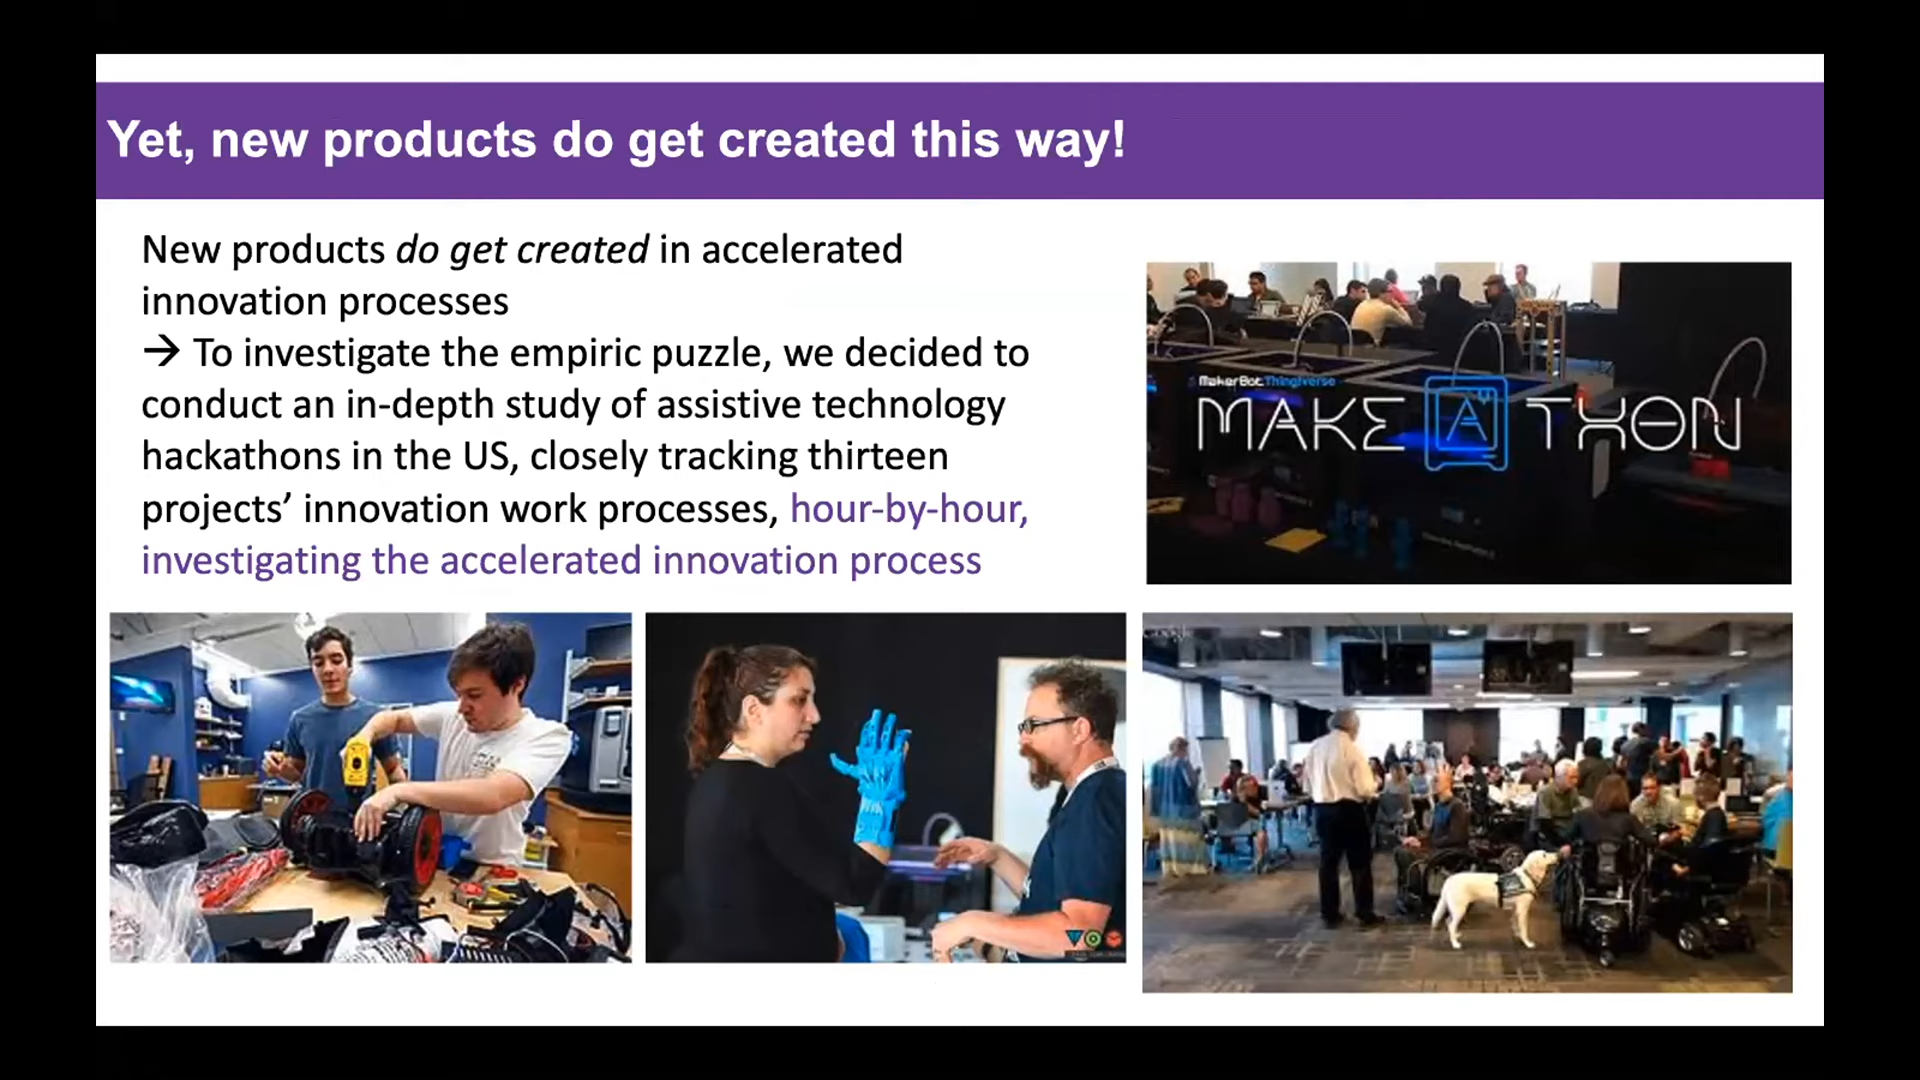 Yet, new products do get created this way!
New products do get created in accelerated
innovation processes
→ To investigate the empiric puzzle, we decided to
conduct an in-depth study of assistive technology
hackathons in the US, closely tracking thirteen
projects’ innovation work processes, hour-by-hour,
investigating the accelerated innovation process
MakerBot Thingiverse
MAKE A THON